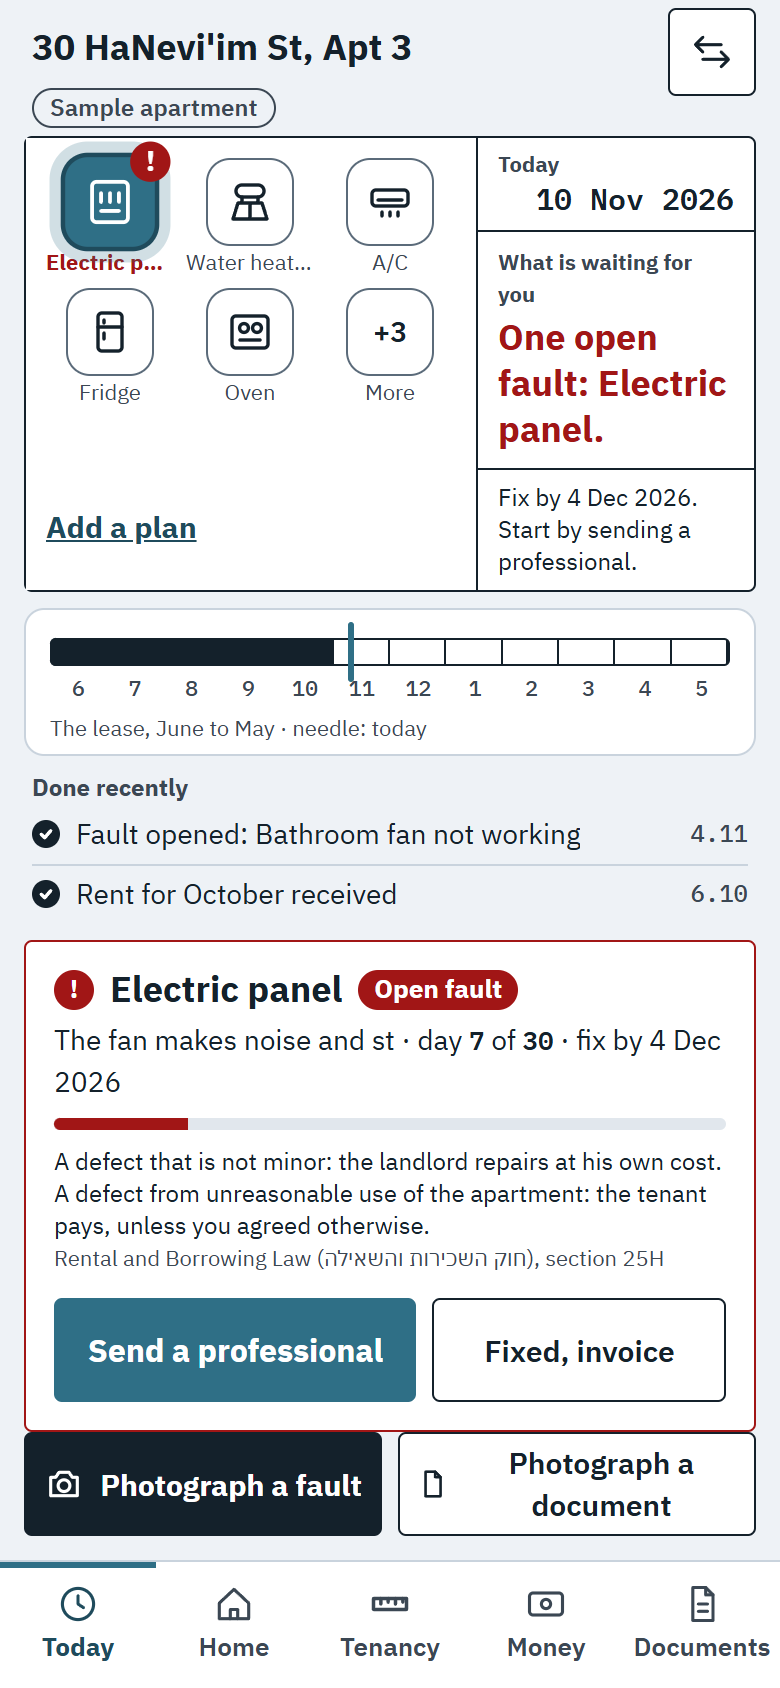 30 HaNevi'im St, Apt 3
Sample apartment
!
Electric p...
Water heat...
A/C
Fridge
Oven
+3
More
Add a plan
Today
10 Nov 2026
What is waiting for
you
One open
fault: Electric
panel.
Fix by 4 Dec 2026.
Start by sending a
professional.
6 7 8 9 10 11 12 1 2 3 4 5
The lease, June to May · needle: today
Done recently
Fault opened: Bathroom fan not working 4.11
Rent for October received 6.10
! Electric panel Open fault
The fan makes noise and st · day 7 of 30 · fix by 4 Dec
2026
A defect that is not minor: the landlord repairs at his own cost.
A defect from unreasonable use of the apartment: the tenant
pays, unless you agreed otherwise.
Rental and Borrowing Law (חוק השכירות והשאילה), section 25H
Send a professional
Fixed, invoice
Photograph a fault
Photograph a
document
Today
Home
Tenancy
Money
Documents